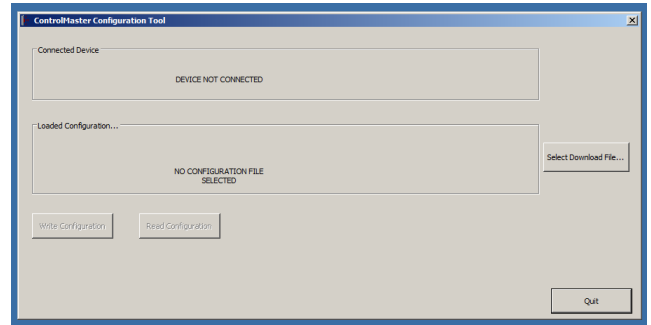 ControlMaster Configuration Tool
Connected Device
DEVICE NOT CONNECTED
Loaded Configuration...
NO CONFIGURATION FILE
SELECTED
Select Download File...
Write Configuration
Read Configuration
Quit